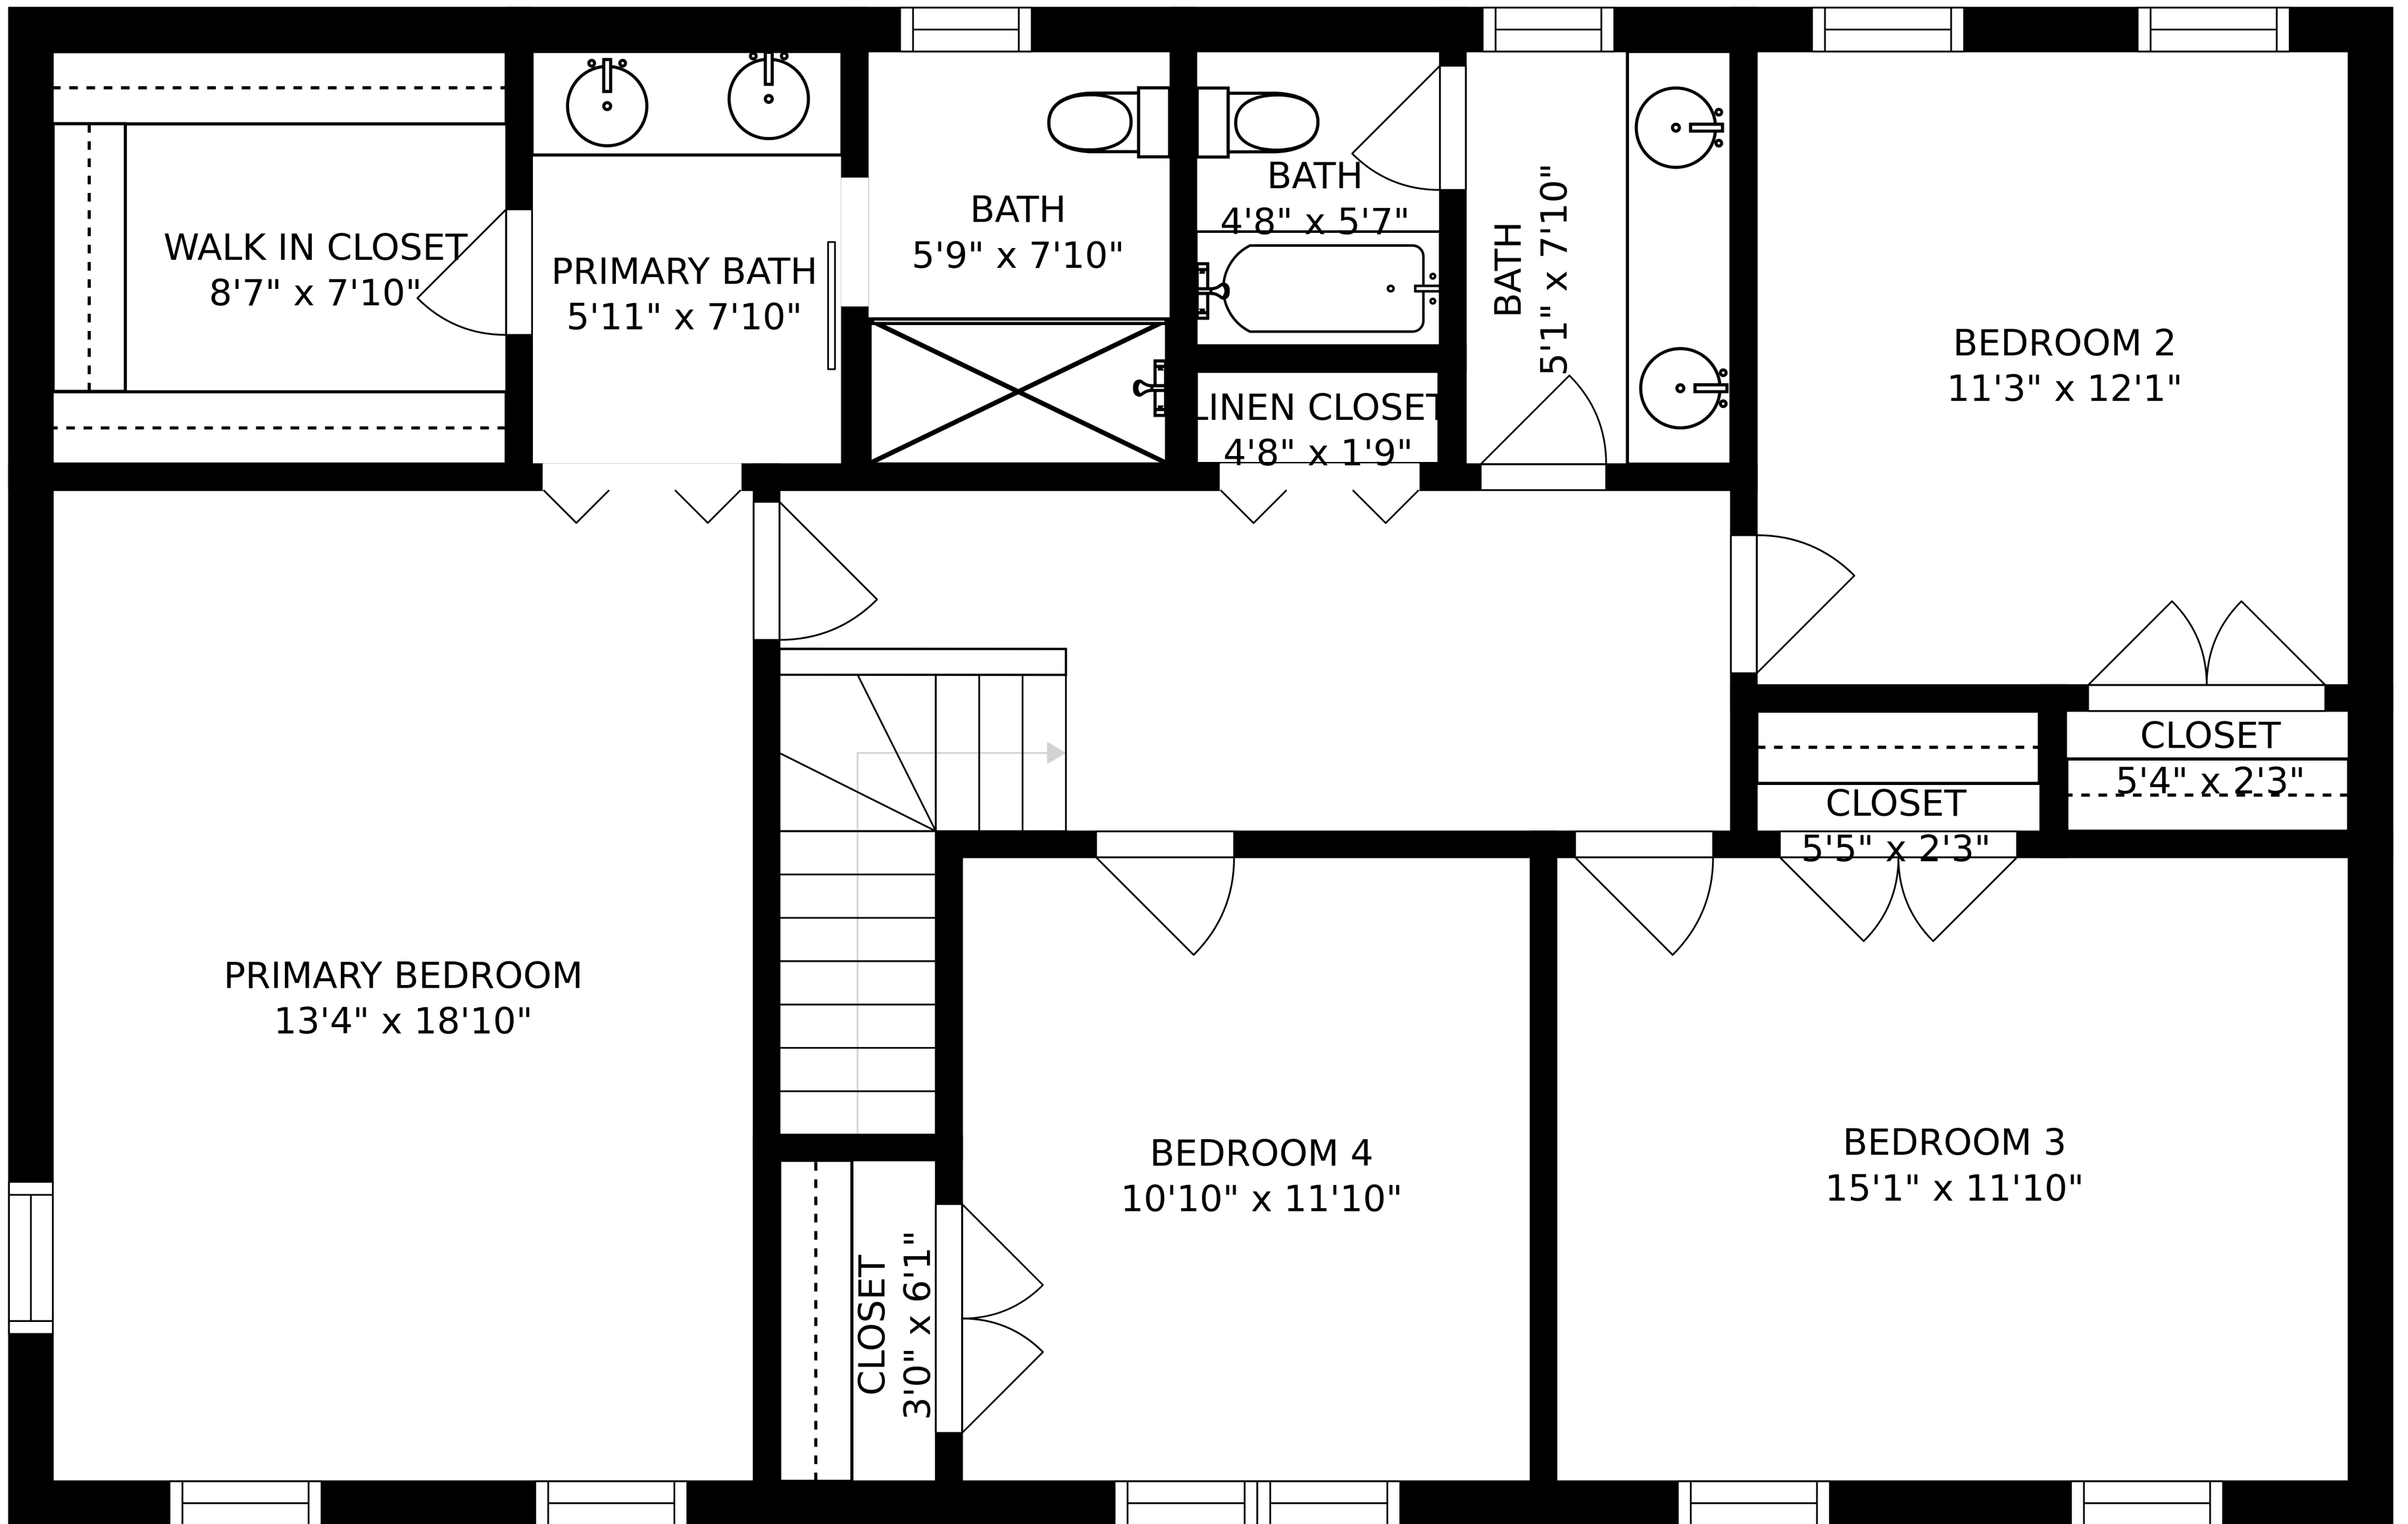 WALK IN CLOSET
8'7" x 7'10"
PRIMARY BATH
5'11" x 7'10"
BATH
5'9" x 7'10"
BATH
4'8" x 5'7"
BATH
5'1" x 7'10"
LINEN CLOSET
4'8" x 1'9"
BEDROOM 2
11'3" x 12'1"
CLOSET
5'4" x 2'3"
CLOSET
5'5" x 2'3"
PRIMARY BEDROOM
13'4" x 18'10"
CLOSET
3'0" x 6'1"
BEDROOM 4
10'10" x 11'10"
BEDROOM 3
15'1" x 11'10"